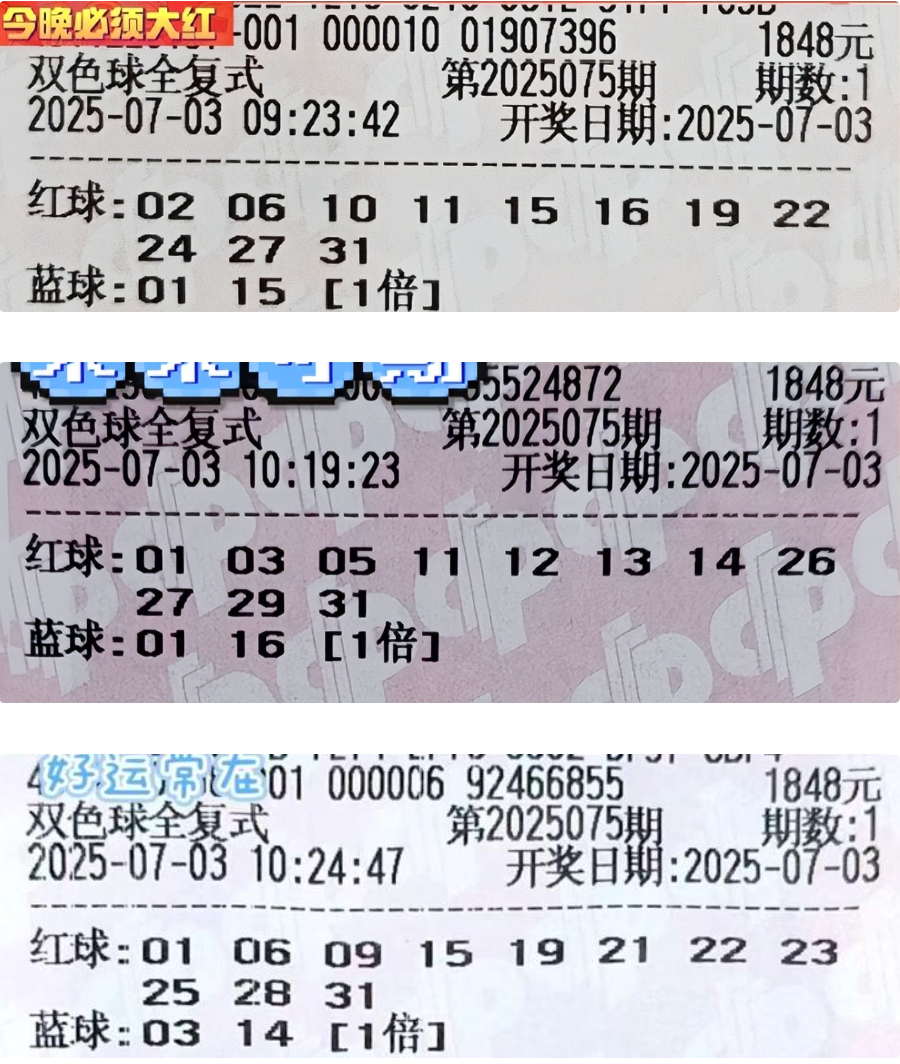 今晚必须大红
-001 000010 01907396 1848元
双色球全复式 第2025075期 期数:1
2025-07-03 09:23:42 开奖日期:2025-07-03
红球:02 06 10 11 15 16 19 22
24 27 31
蓝球:01 15 [1倍]
55524872 1848元
双色球全复式 第2025075期 期数:1
2025-07-03 10:19:23 开奖日期:2025-07-03
红球:01 03 05 11 12 13 14 26
27 29 31
蓝球:01 16 [1倍]
好运常在
01 000006 92466855 1848元
双色球全复式 第2025075期 期数:1
2025-07-03 10:24:47 开奖日期:2025-07-03
红球:01 06 09 15 19 21 22 23
25 28 31
蓝球:03 14 [1倍]